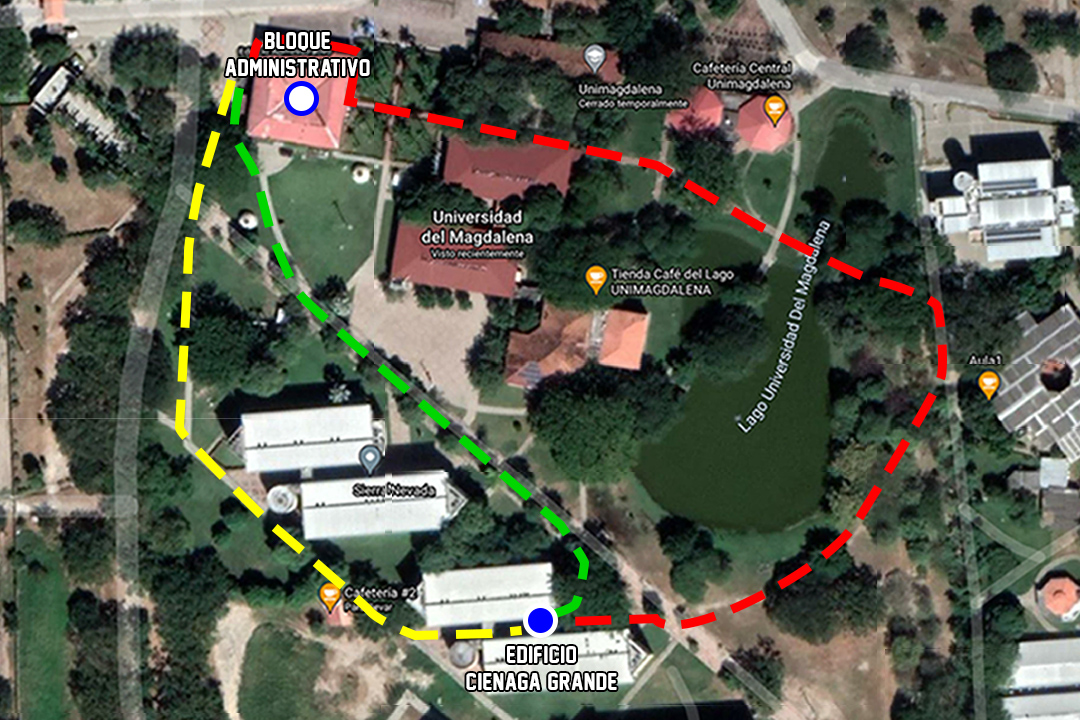 BLOQUE
ADMINISTRATIVO
Unimagdalena
Cerrado temporalmente
Cafetería Central
Unimagdalena
Universidad
del Magdalena
Visto recientemente
Tienda Café del Lago
UNIMAGDALENA
Lago Universidad Del Magdalena
Aula1
Sierra Nevada
Cafetería #2
EDIFICIO
CIENAGA GRANDE